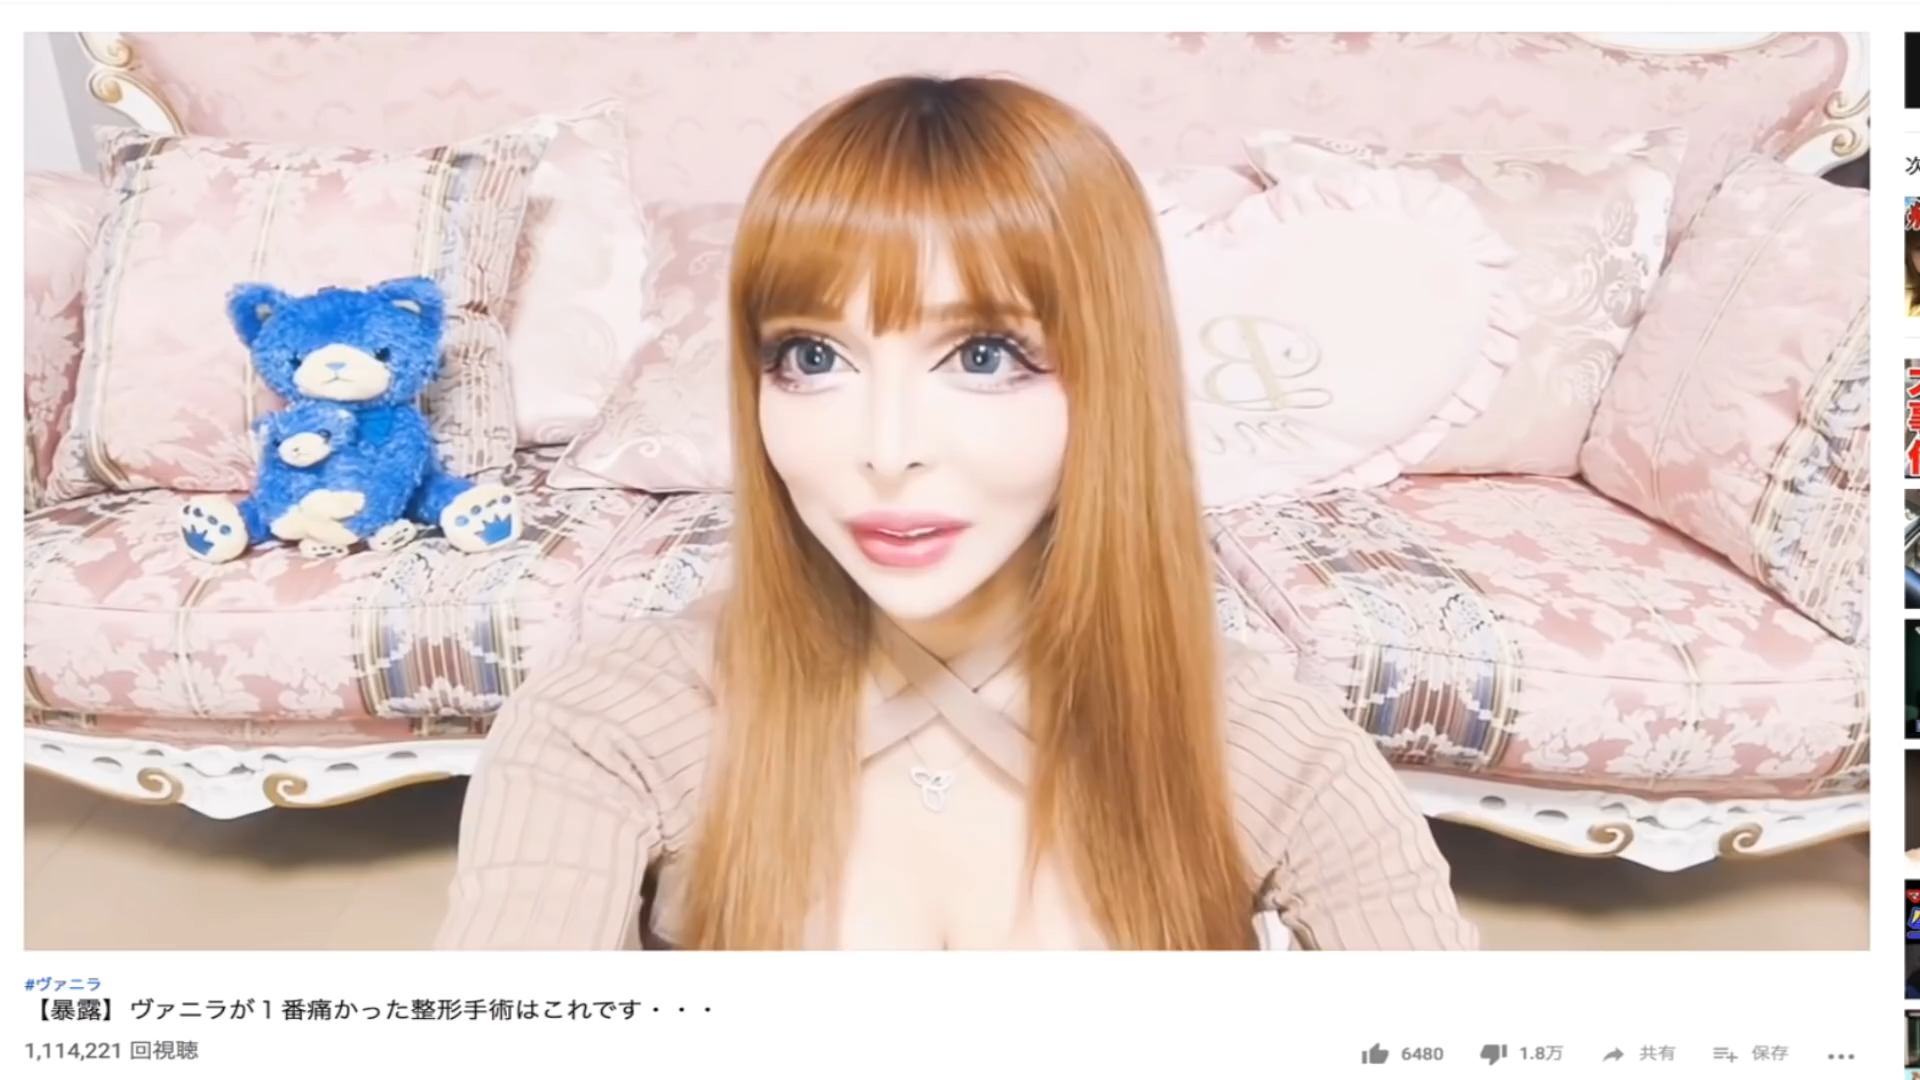 B
#ヴァニラ
【暴露】ヴァニラが１番痛かった整形手術はこれです・・・
1,114,221 回視聴
6480
1.8万
共有
保存
次